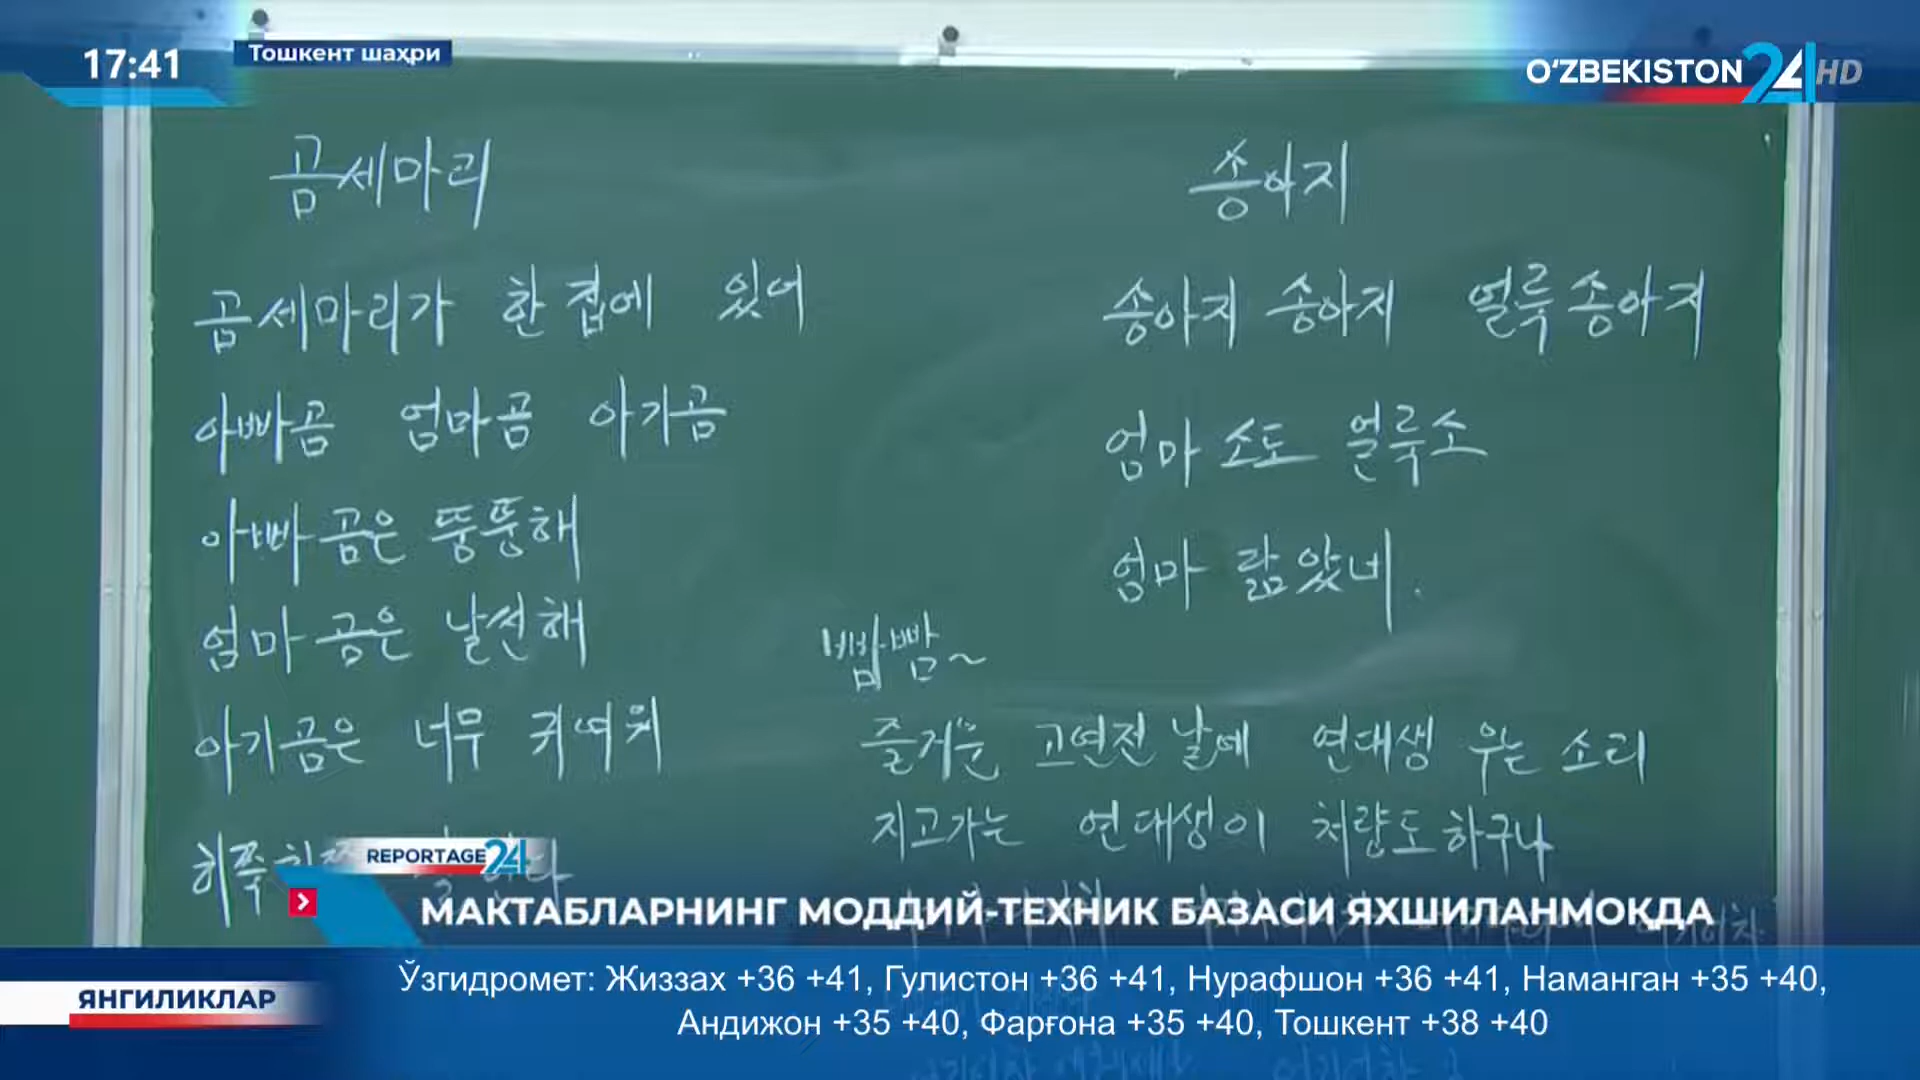 17:41
Тошкент шаҳри
O‘ZBEKISTON 24 HD
곰세마리
곰세마리가 한 집에 있어
아빠곰 엄마곰 아기곰
아빠 곰은 뚱뚱해
엄마 곰은 날씬해
아기곰은 너무 귀여워
송아지
송아지 송아지 얼룩송아지
엄마 소도 얼룩소
엄마 닮았네.
빰빰~
즐거운 고연전 날에 연대생 우는 소리
지고가는 연대생이 처량도 하구나
REPORTAGE 24
МАКТАБЛАРНИНГ МОДДИЙ-ТЕХНИК БАЗАСИ ЯХШИЛАНМОҚДА
ЯНГИЛИКЛАР
Ўзгидромет: Жиззах +36 +41, Гулистон +36 +41, Нурафшон +36 +41, Наманган +35 +40,
Андижон +35 +40, Фарғона +35 +40, Тошкент +38 +40